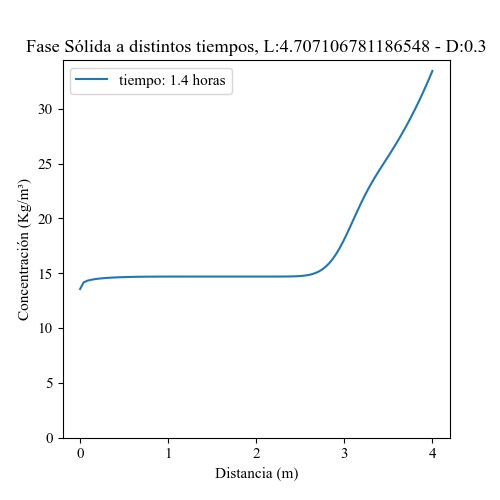 Fase Sólida a distintos tiempos, L:4.707106781186548 - D:0.3
tiempo: 1.4 horas
Concentración (Kg/m³)
30
25
20
15
10
5
0
0 1 2 3 4
Distancia (m)